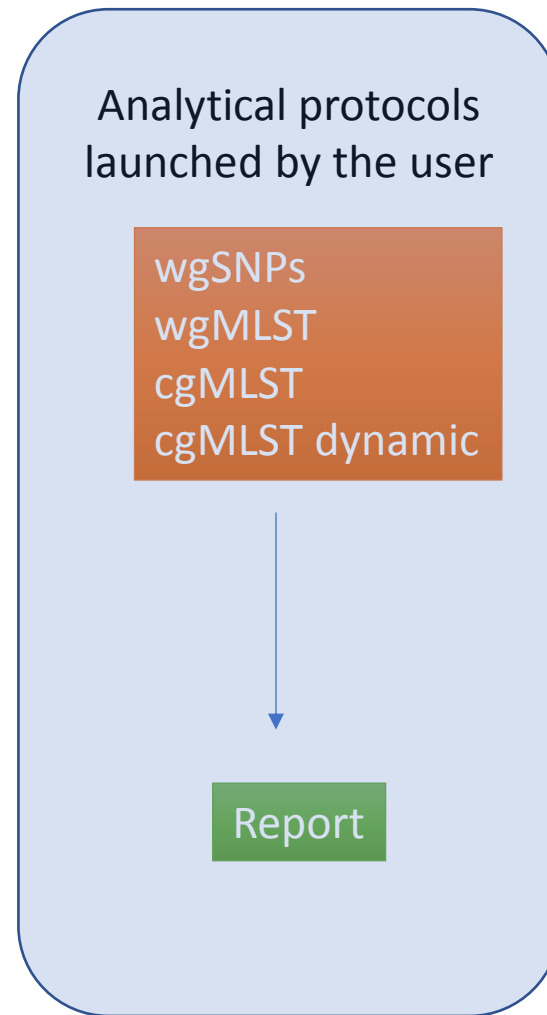 Analytical protocols
launched by the user
wgSNPs
wgMLST
cgMLST
cgMLST dynamic
Report